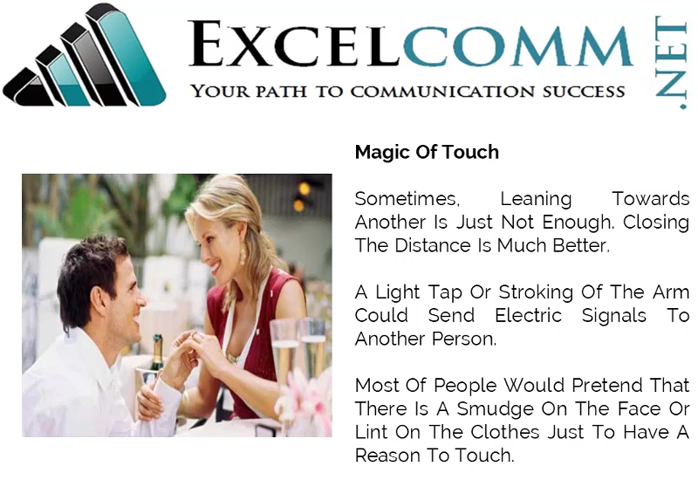 EXCELCOMM
.NET
YOUR PATH TO COMMUNICATION SUCCESS
Magic Of Touch
Sometimes, Leaning Towards
Another Is Just Not Enough. Closing
The Distance Is Much Better.
A Light Tap Or Stroking Of The Arm
Could Send Electric Signals To
Another Person.
Most Of People Would Pretend That
There Is A Smudge On The Face Or
Lint On The Clothes Just To Have A
Reason To Touch.